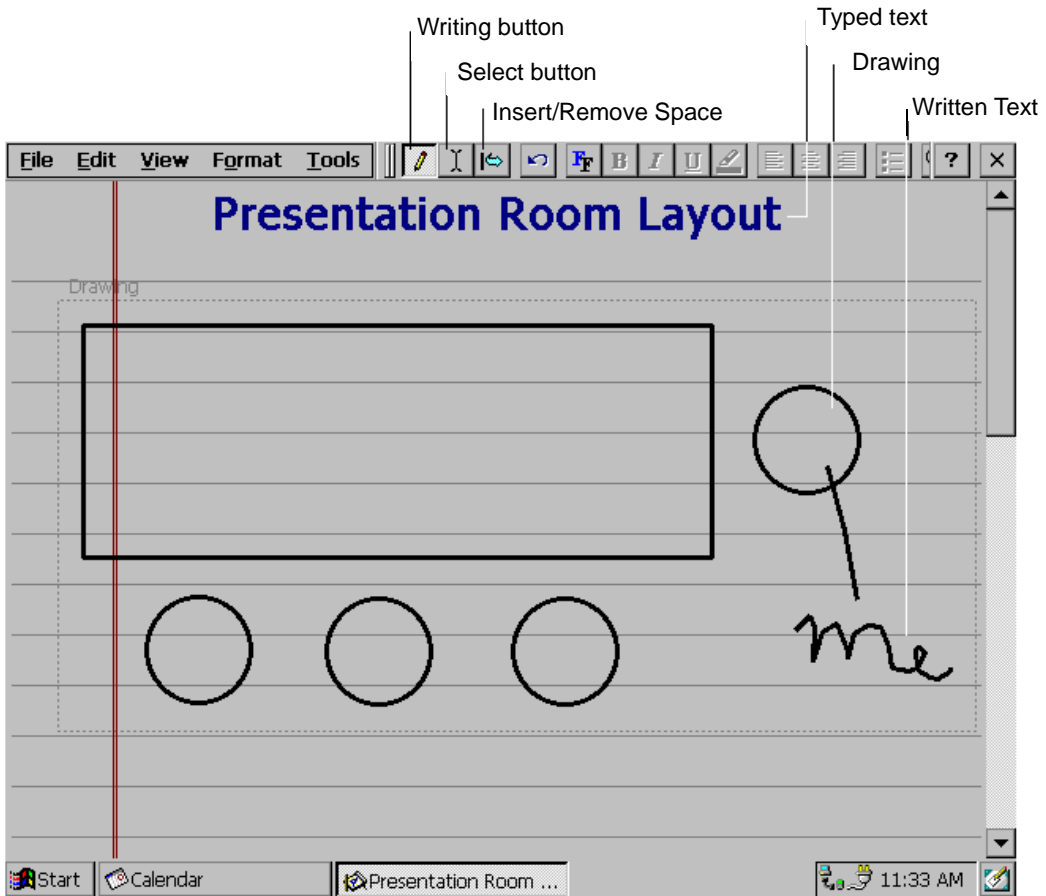 Typed text
Writing button
Drawing
Select button
Written Text
Insert/Remove Space
File Edit View Format Tools FF B I U ? ×
Presentation Room Layout
Drawing
me
Start Calendar Presentation Room ... 11:33 AM